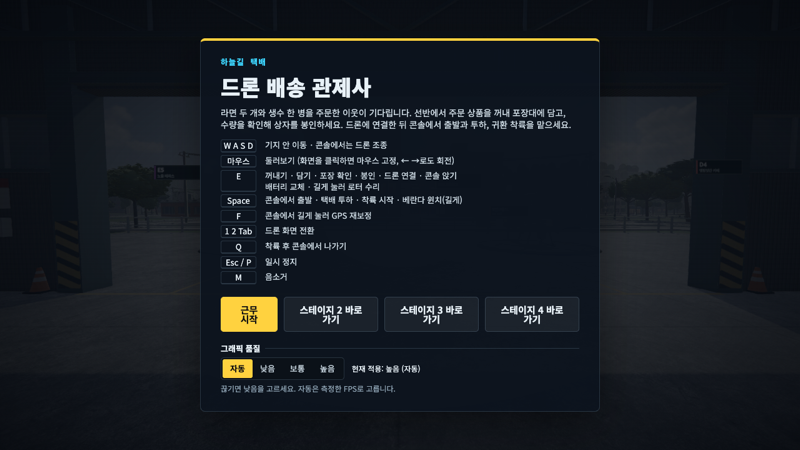 하늘길 택배
드론 배송 관제사
라면 두 개와 생수 한 병을 주문한 이웃이 기다립니다. 선반에서 주문 상품을 꺼내 포장대에 담고,
수량을 확인해 상자를 봉인하세요. 드론에 연결한 뒤 콘솔에서 출발과 투하, 귀환 착륙을 맡으세요.
W A S D 기지 안 이동 · 콘솔에서는 드론 조종
마우스 둘러보기 (화면을 클릭하면 마우스 고정, ← →로도 회전)
E 꺼내기 · 담기 · 포장 확인 · 봉인 · 드론 연결 · 콘솔 앉기
배터리 교체 · 길게 눌러 로터 수리
Space 콘솔에서 출발 · 택배 투하 · 착륙 시작 · 베란다 윈치(길게)
F 콘솔에서 길게 눌러 GPS 재보정
1 2 Tab 드론 화면 전환
Q 착륙 후 콘솔에서 나가기
Esc / P 일시 정지
M 음소거
근무
시작
스테이지 2 바로
가기
스테이지 3 바로
가기
스테이지 4 바로
가기
그래픽 품질
자동 낮음 보통 높음 현재 적용: 높음 (자동)
끊기면 낮음을 고르세요. 자동은 측정한 FPS로 고릅니다.